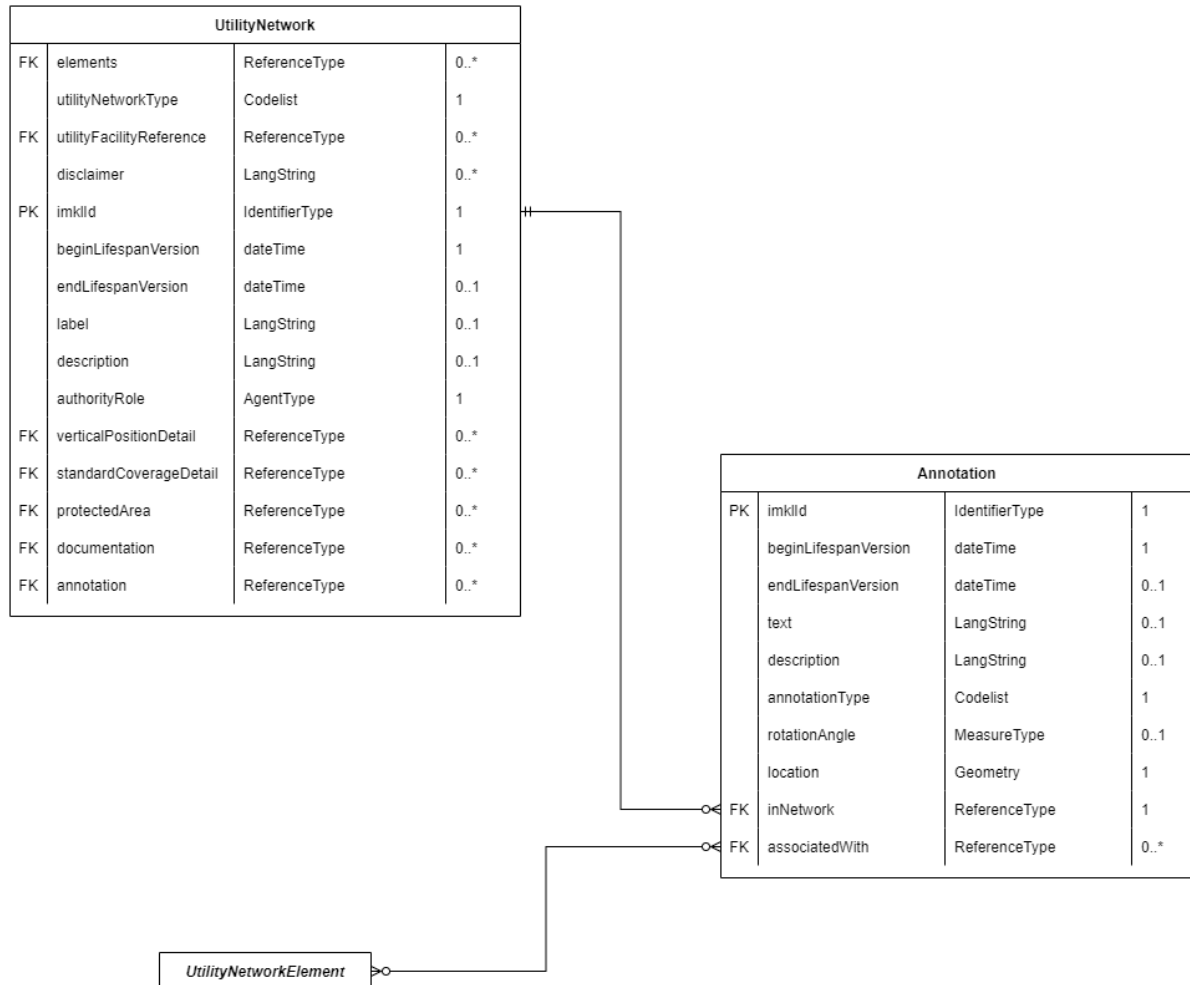 UtilityNetwork
FK elements ReferenceType 0..*
utilityNetworkType Codelist 1
FK utilityFacilityReference ReferenceType 0..*
disclaimer LangString 0..*
PK imklId IdentifierType 1
beginLifespanVersion dateTime 1
endLifespanVersion dateTime 0..1
label LangString 0..1
description LangString 0..1
authorityRole AgentType 1
FK verticalPositionDetail ReferenceType 0..*
FK standardCoverageDetail ReferenceType 0..*
FK protectedArea ReferenceType 0..*
FK documentation ReferenceType 0..*
FK annotation ReferenceType 0..*
Annotation
PK imklId IdentifierType 1
beginLifespanVersion dateTime 1
endLifespanVersion dateTime 0..1
text LangString 0..1
description LangString 0..1
annotationType Codelist 1
rotationAngle MeasureType 0..1
location Geometry 1
FK inNetwork ReferenceType 1
FK associatedWith ReferenceType 0..*
UtilityNetworkElement